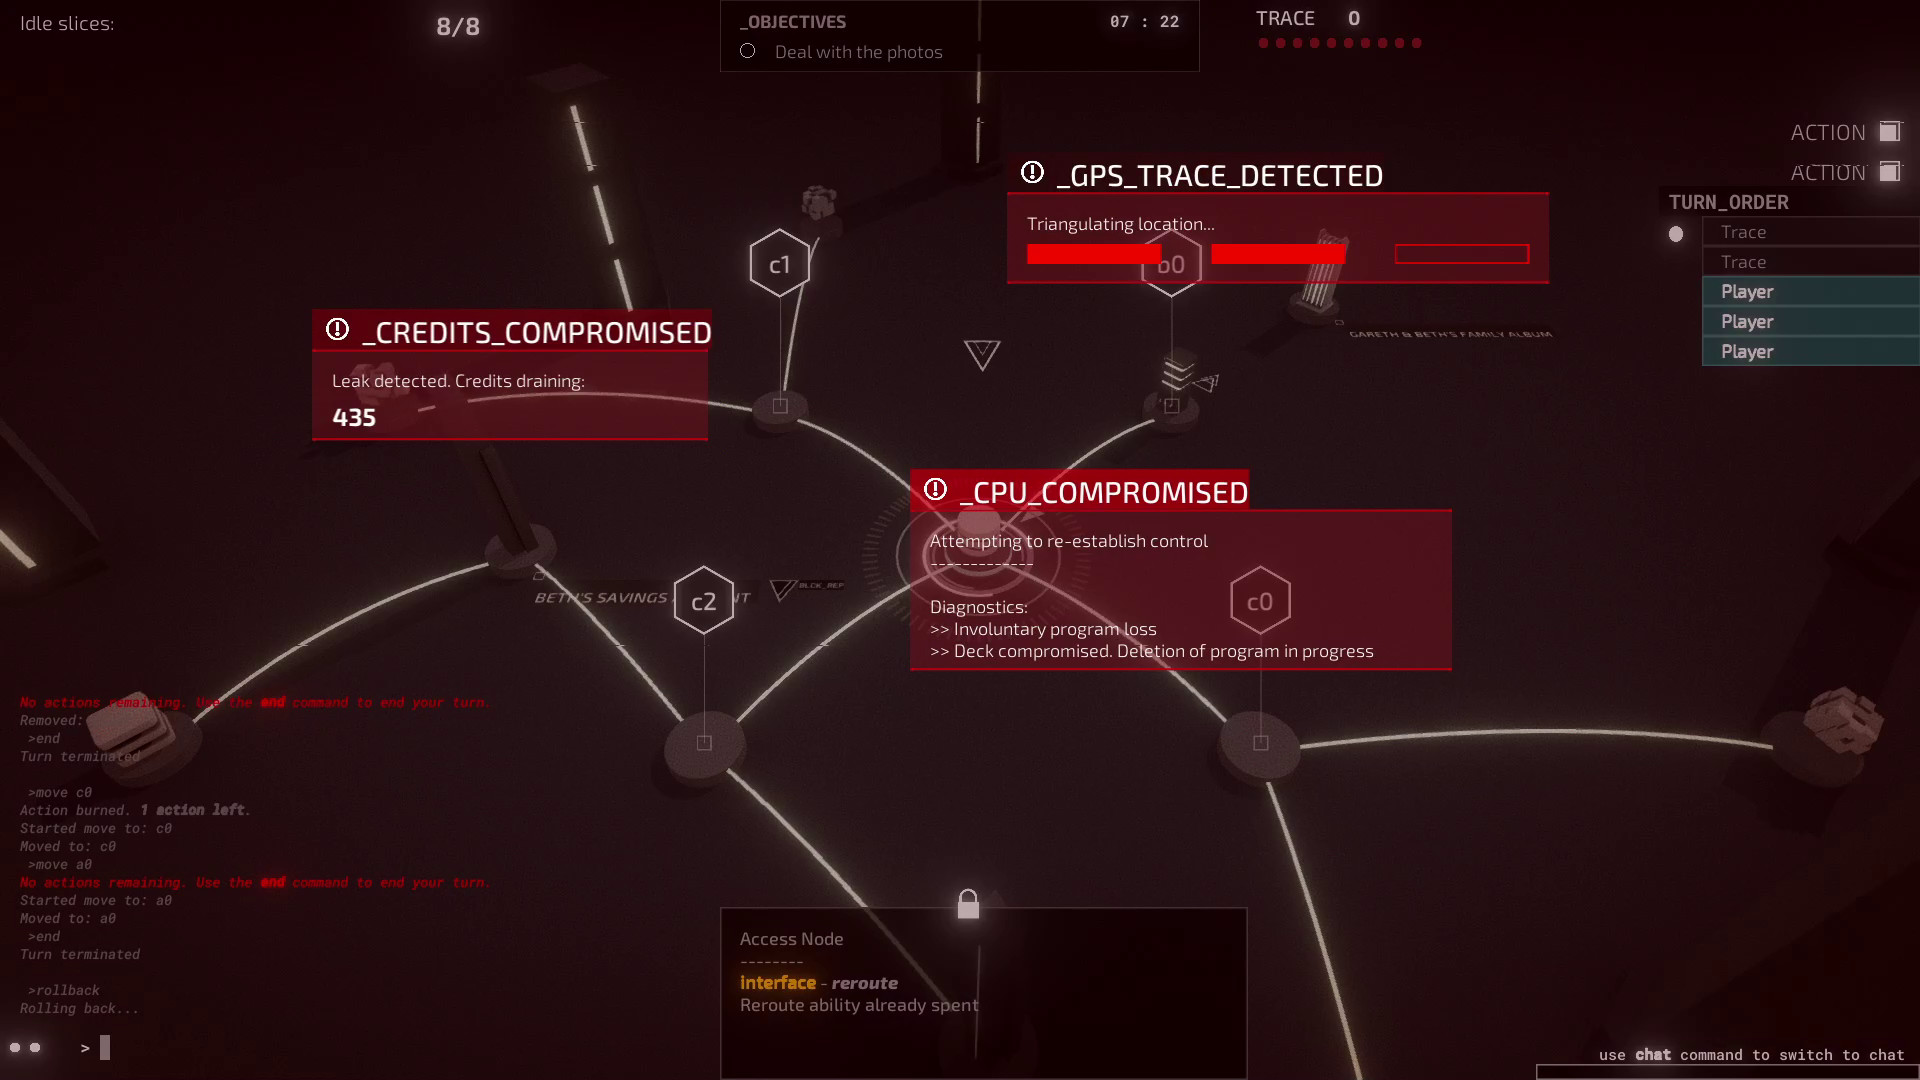 Idle slices:
8/8
_OBJECTIVES
07 : 22
Deal with the photos
TRACE 0
ACTION
ACTION
TURN_ORDER
Trace
Trace
Player
Player
Player
_GPS_TRACE_DETECTED
Triangulating location...
c1
b0
GARETH & BETH'S FAMILY ALBUM
_CREDITS_COMPROMISED
Leak detected. Credits draining:
435
_CPU_COMPROMISED
Attempting to re-establish control
-------------
Diagnostics:
>> Involuntary program loss
>> Deck compromised. Deletion of program in progress
BETH'S SAVINGS
c2
c0
No actions remaining. Use the end command to end your turn.
Removed:
>end
Turn terminated
>move c0
Action burned. 1 action left.
Started move to: c0
Moved to: c0
>move a0
No actions remaining. Use the end command to end your turn.
Started move to: a0
Moved to: a0
>end
Turn terminated
>rollback
Rolling back...
>
Access Node
--------
interface - reroute
Reroute ability already spent
use chat command to switch to chat